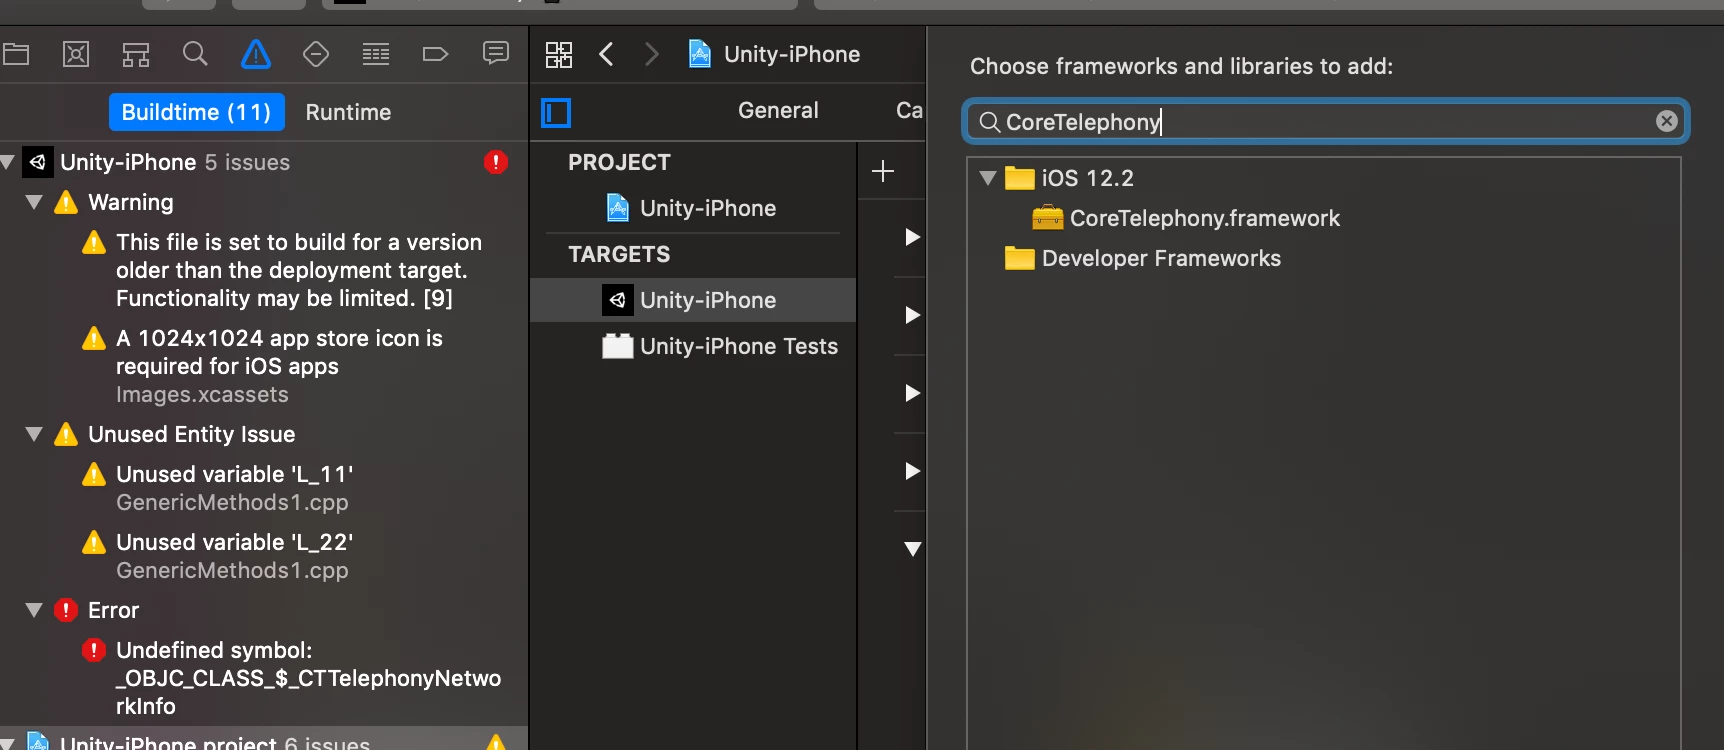 Unity-iPhone
Choose frameworks and libraries to add:
Buildtime (11) Runtime
General Ca
CoreTelephony
Unity-iPhone 5 issues
Warning
This file is set to build for a version
older than the deployment target.
Functionality may be limited. [9]
A 1024x1024 app store icon is
required for iOS apps
Images.xcassets
Unused Entity Issue
Unused variable 'L_11'
GenericMethods1.cpp
Unused variable 'L_22'
GenericMethods1.cpp
Error
Undefined symbol:
_OBJC_CLASS_$_CTTelephonyNetwo
rkInfo
Unity-iPhone project 6 issues
PROJECT
Unity-iPhone
TARGETS
Unity-iPhone
Unity-iPhone Tests
iOS 12.2
CoreTelephony.framework
Developer Frameworks